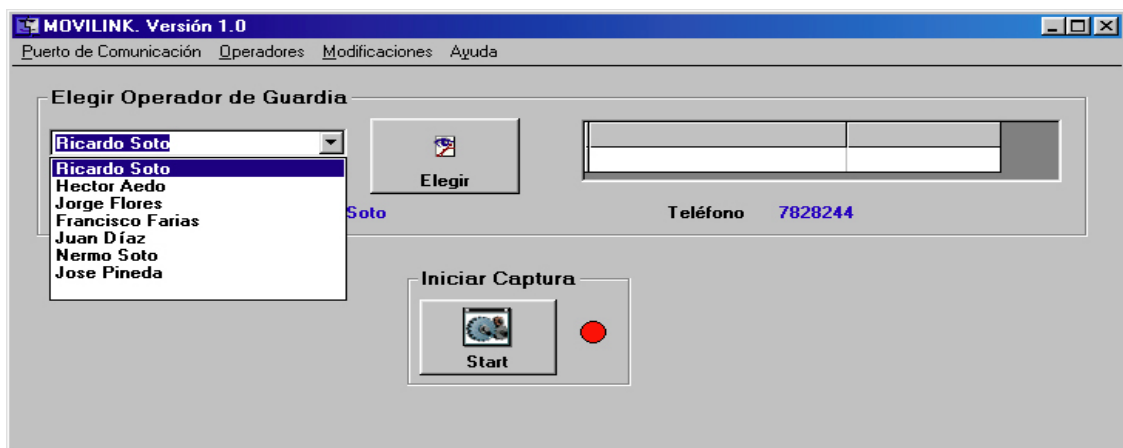 MOVILINK. Versión 1.0
Puerto de Comunicación Operadores Modificaciones Ayuda
Elegir Operador de Guardia
Ricardo Soto
Ricardo Soto
Hector Aedo
Jorge Flores
Francisco Farias
Juan Díaz
Nermo Soto
Jose Pineda
Elegir
Soto Teléfono 7828244
Iniciar Captura
Start